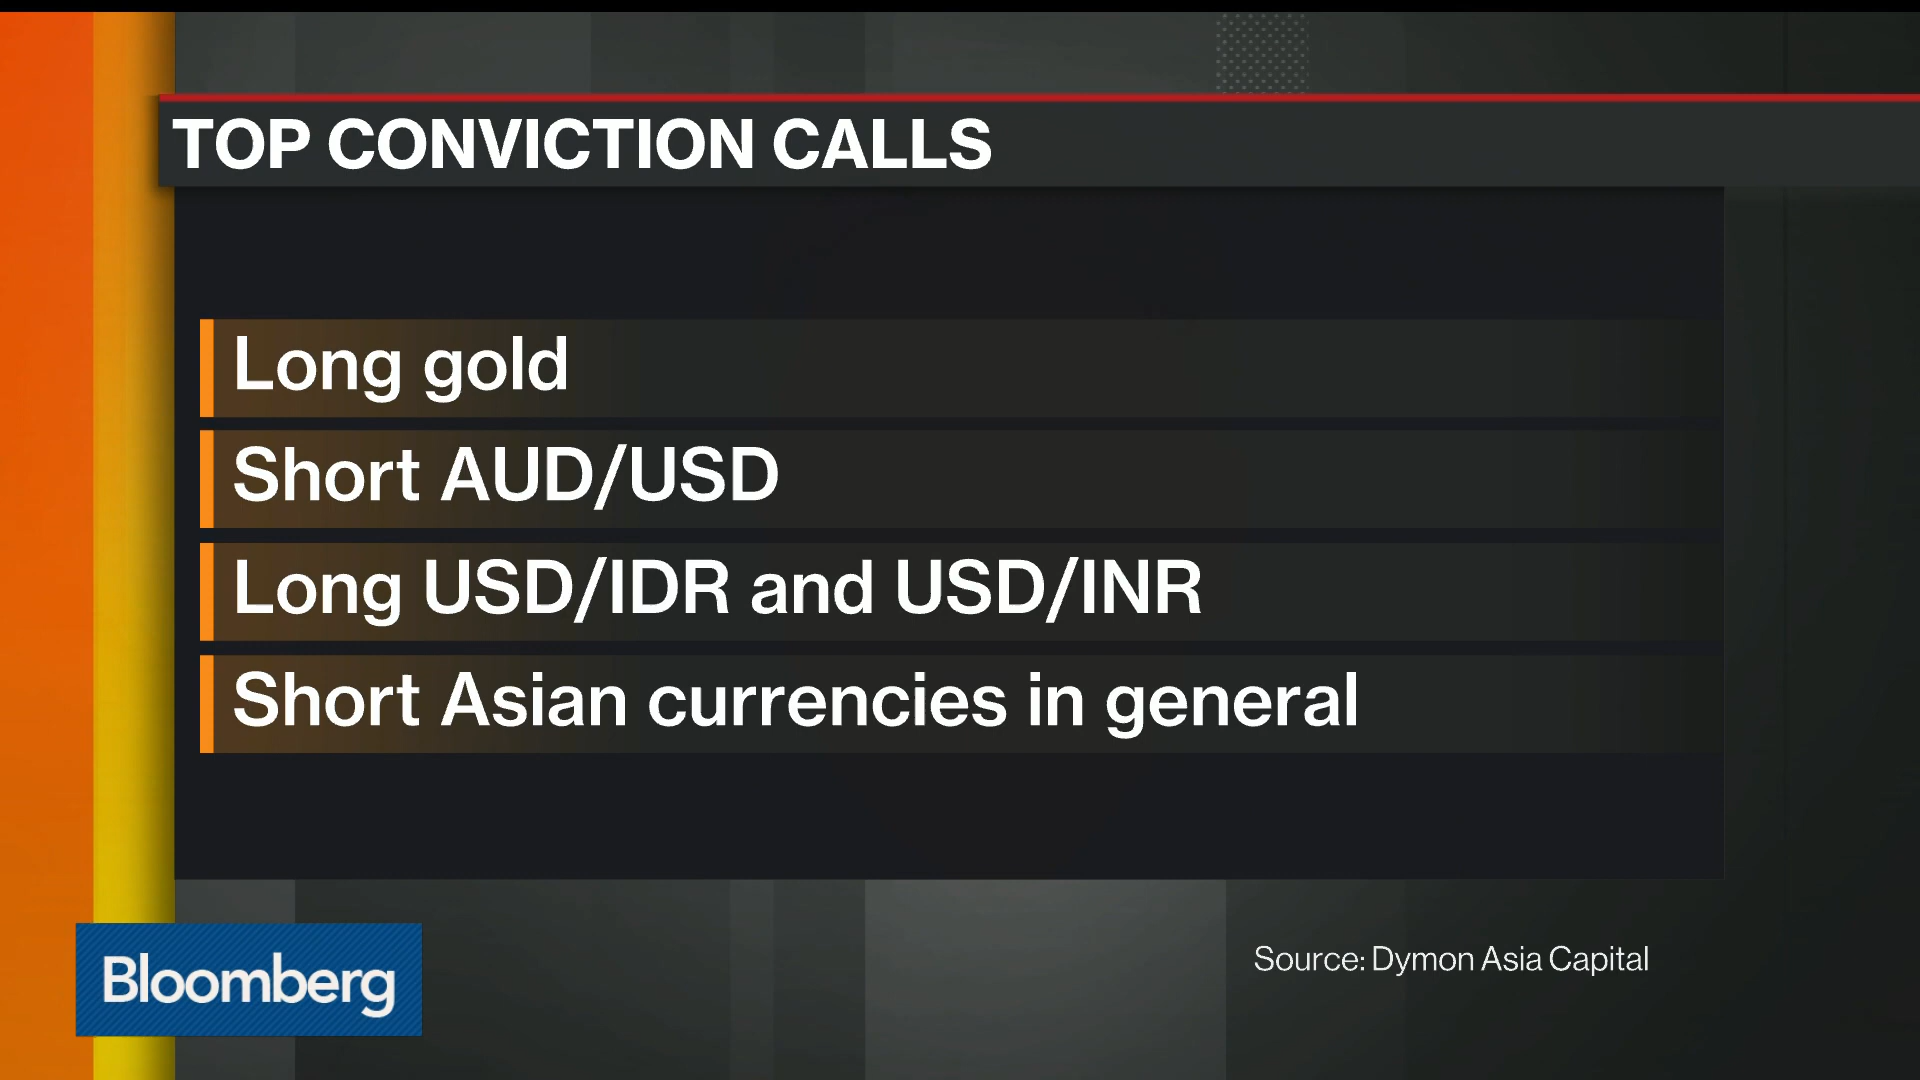 TOP CONVICTION CALLS
Long gold
Short AUD/USD
Long USD/IDR and USD/INR
Short Asian currencies in general
Source: Dymon Asia Capital
Bloomberg